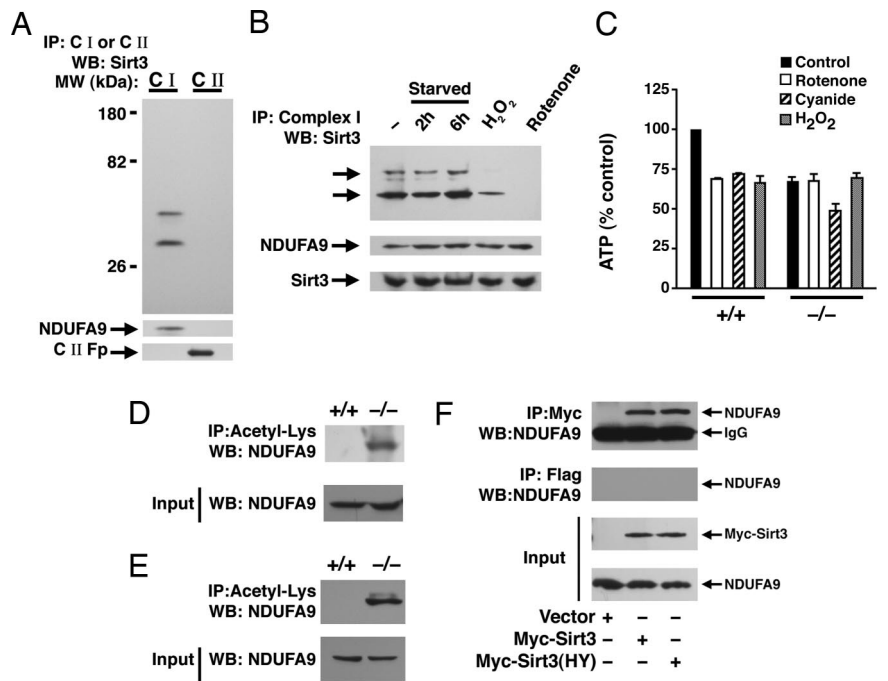 A
IP: C I or C II
WB: Sirt3
MW (kDa): C I C II
180
82
26
NDUFA9
C II Fp
B
Starved
IP: Complex I – 2h 6h H2O2 Rotenone
WB: Sirt3
NDUFA9
Sirt3
C
Control
Rotenone
Cyanide
H2O2
ATP (% control)
125
100
75
50
25
0
+/+ –/–
D
+/+ –/–
IP:Acetyl-Lys
WB: NDUFA9
Input WB: NDUFA9
E
+/+ –/–
IP:Acetyl-Lys
WB: NDUFA9
Input WB: NDUFA9
F
IP:Myc NDUFA9
WB:NDUFA9 IgG
IP: Flag
WB:NDUFA9 NDUFA9
Input
Myc-Sirt3
NDUFA9
Vector + – –
Myc-Sirt3 – + –
Myc-Sirt3(HY) – – +